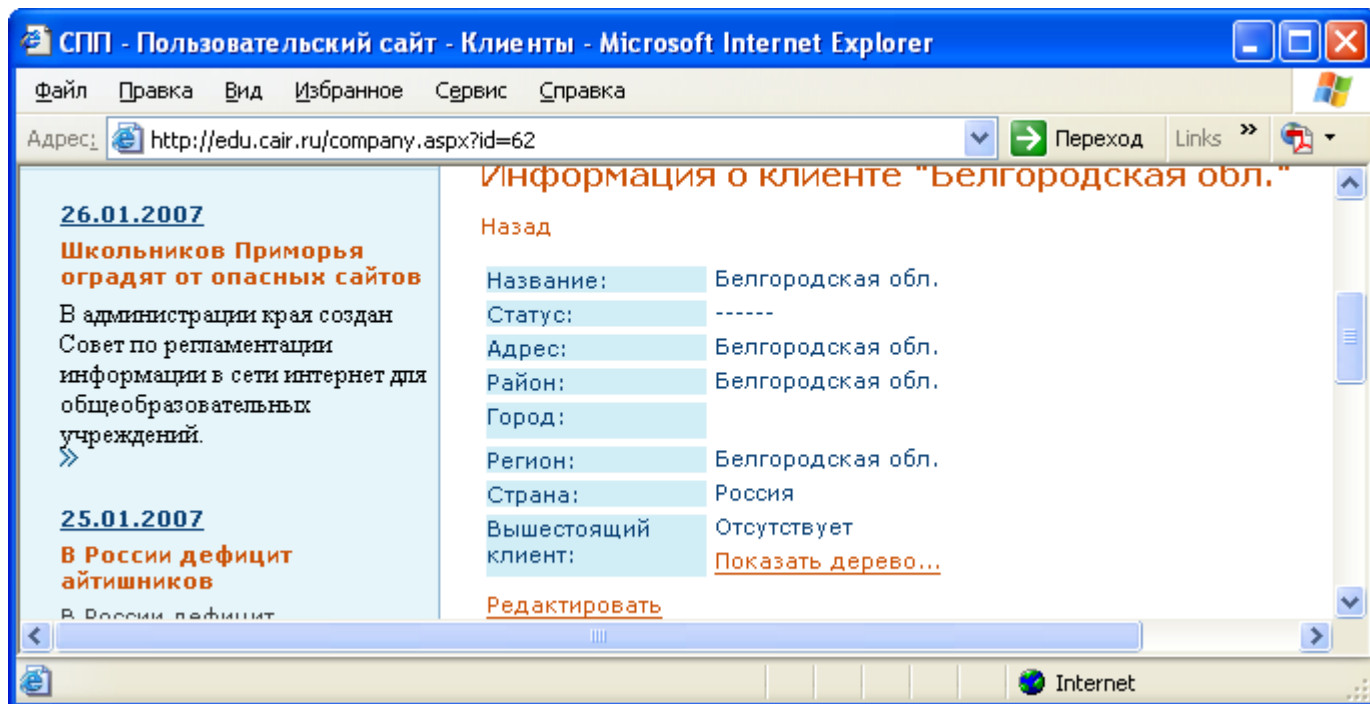 СПП - Пользовательский сайт - Клиенты - Microsoft Internet Explorer
Файл Правка Вид Избранное Сервис Справка
Адрес: http://edu.cair.ru/company.aspx?id=62 Переход Links »
26.01.2007
Школьников Приморья
оградят от опасных сайтов
В администрации края создан
Совет по регламентации
информации в сети интернет для
общеобразовательных
учреждений.
»
25.01.2007
В России дефицит
айтишников
В России дефицит
Информация о клиенте "Белгородская обл."
Назад
Название: Белгородская обл.
Статус: ------
Адрес: Белгородская обл.
Район: Белгородская обл.
Город:
Регион: Белгородская обл.
Страна: Россия
Вышестоящий Отсутствует
клиент: Показать дерево...
Редактировать
Internet